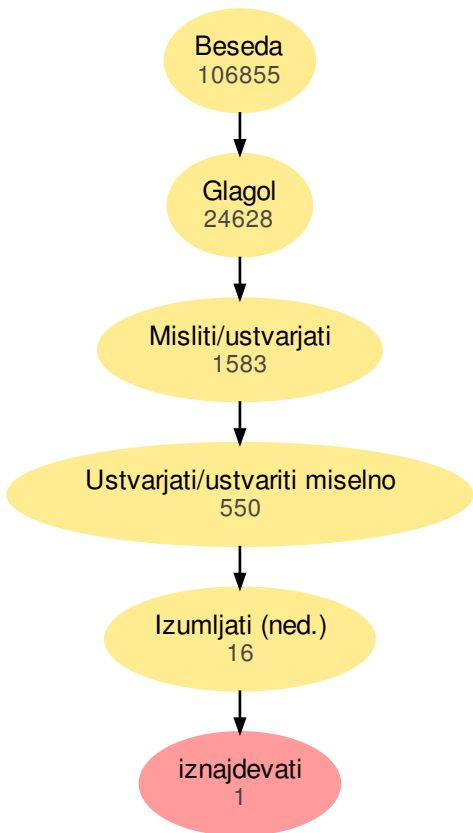 Beseda
106855
Glagol
24628
Misliti/ustvarjati
1583
Ustvarjati/ustvariti miselno
550
Izumljati (ned.)
16
iznajdevati
1